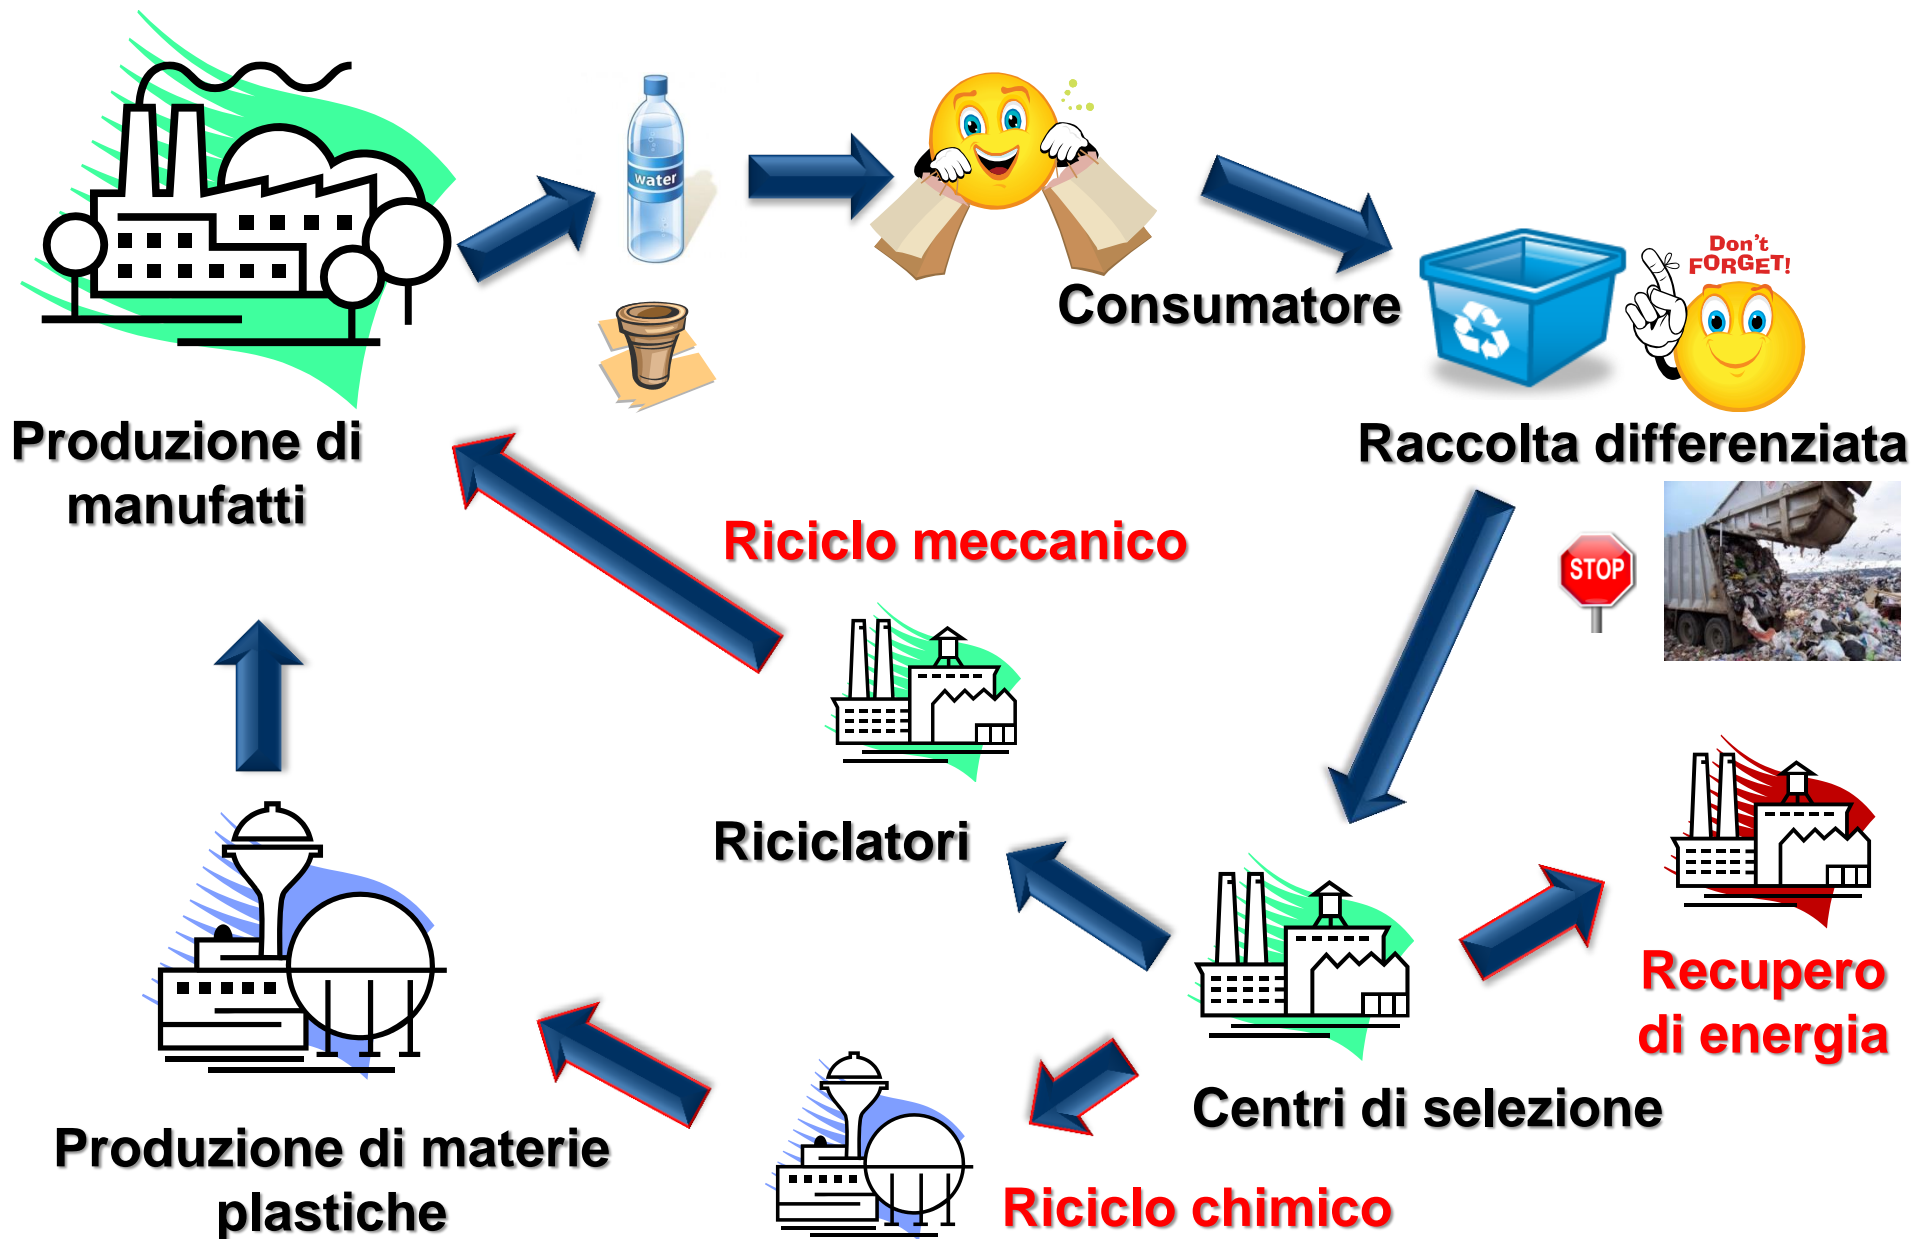 water
Don't
FORGET!
Consumatore
Produzione di
manufatti
Raccolta differenziata
Riciclo meccanico
STOP
Riciclatori
Recupero
di energia
Centri di selezione
Produzione di materie
plastiche
Riciclo chimico